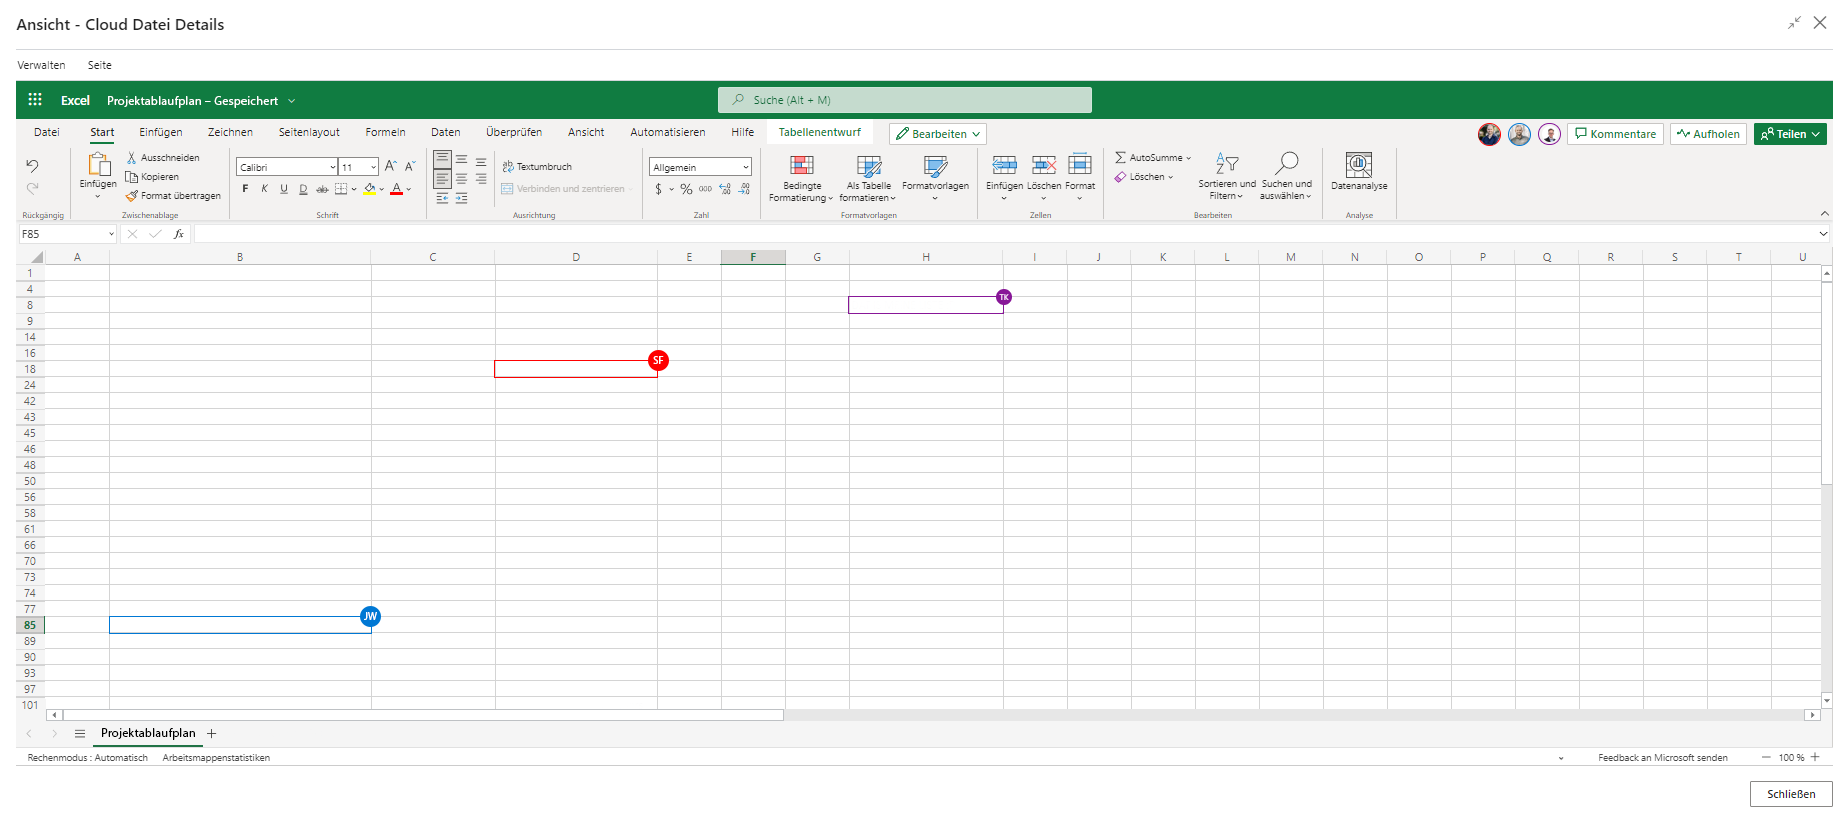 Ansicht - Cloud Datei Details
Verwalten Seite
Excel Projektablaufplan – Gespeichert Suche (Alt + M)
Datei Start Einfügen Zeichnen Seitenlayout Formeln Daten Überprüfen Ansicht Automatisieren Hilfe Tabellenentwurf Bearbeiten Kommentare Aufholen Teilen
Ausschneiden
Kopieren
Format übertragen
Einfügen
Calibri 11
F K U D ab
Textumbruch
Verbinden und zentrieren
Allgemein
$ % 000
Bedingte Formatierung
Als Tabelle formatieren
Formatvorlagen
Einfügen Löschen Format
AutoSumme
Löschen
Sortieren und Filtern
Suchen und auswählen
Datenanalyse
Rückgängig Zwischenablage Schrift Ausrichtung Zahl Formatvorlagen Zellen Bearbeiten Analyse
F85 fx
A B C D E F G H I J K L M N O P Q R S T U
1
4
TK
8
9
14
16
SF
18
24
42
43
45
46
48
50
56
58
61
66
70
73
74
77
JW
85
89
90
93
97
101
Projektablaufplan
Rechenmodus : Automatisch Arbeitsmappenstatistiken Feedback an Microsoft senden 100 %
Schließen